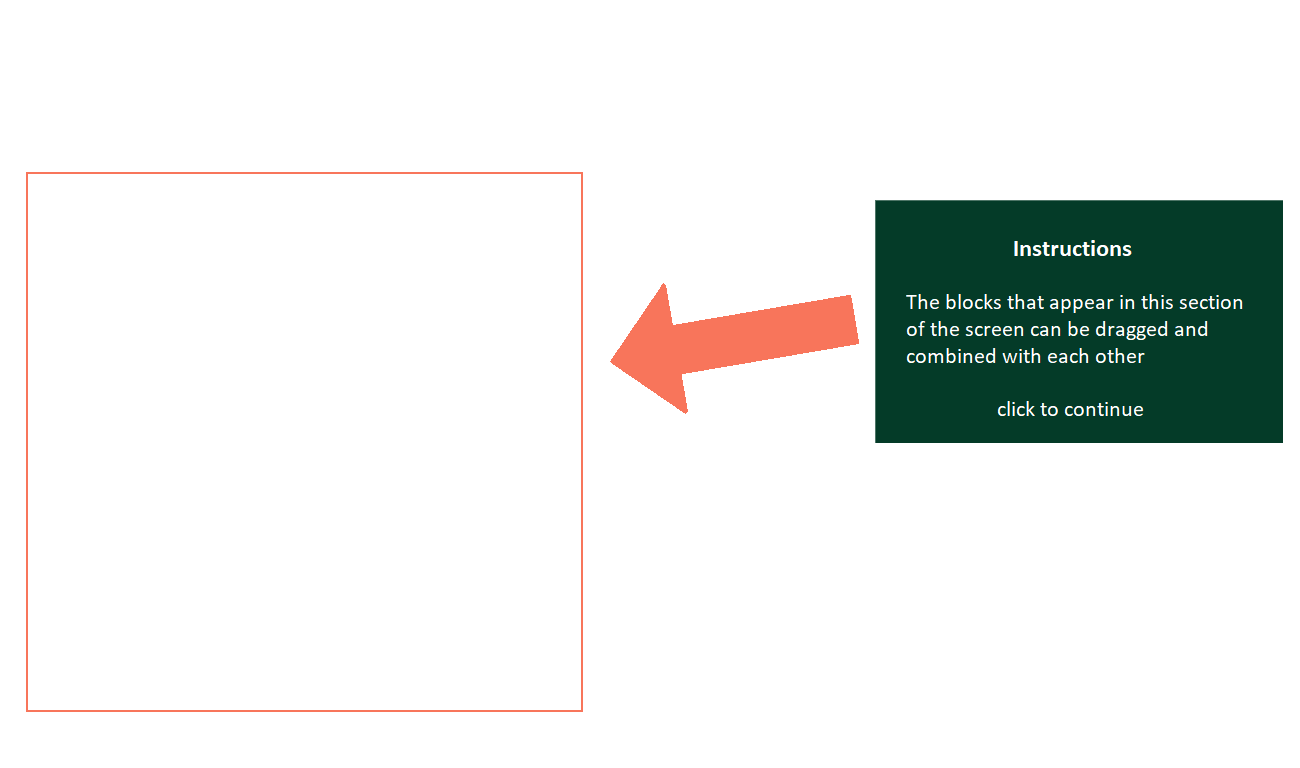 Instructions
The blocks that appear in this section
of the screen can be dragged and
combined with each other
click to continue